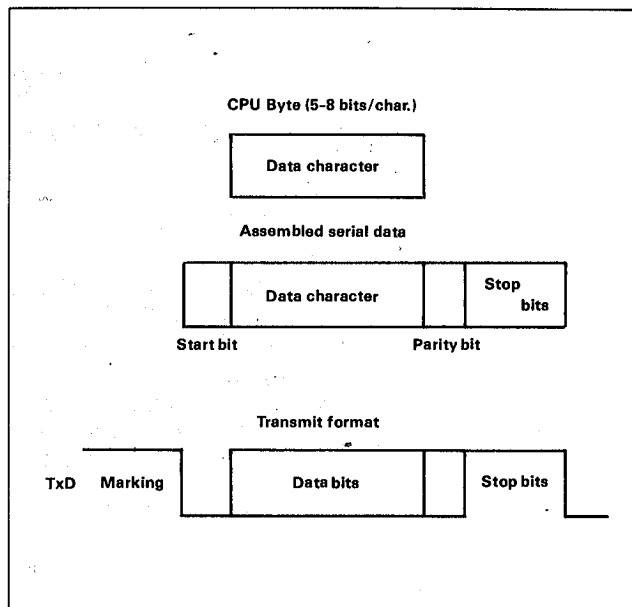 CPU Byte (5-8 bits/char.)
Data character
Assembled serial data
Data character
Stop
bits
Start bit
Parity bit
Transmit format
TxD
Marking
Data bits
Stop bits